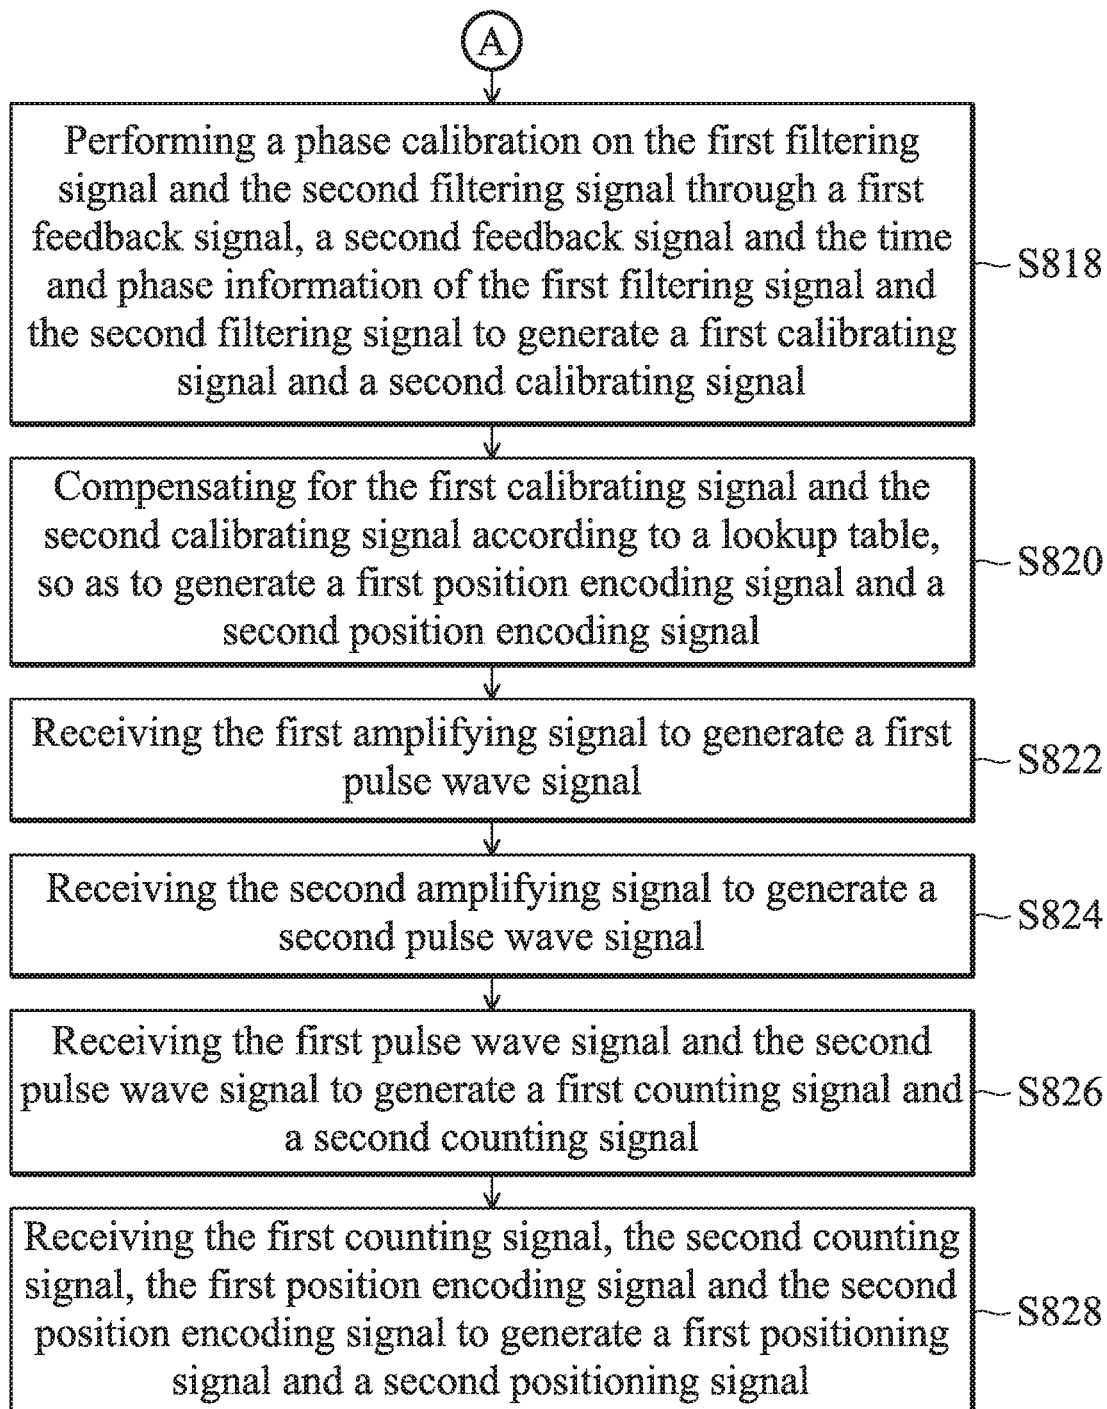 A
Performing a phase calibration on the first filtering
signal and the second filtering signal through a first
feedback signal, a second feedback signal and the time
and phase information of the first filtering signal and
the second filtering signal to generate a first calibrating
signal and a second calibrating signal
S818
Compensating for the first calibrating signal and the
second calibrating signal according to a lookup table,
so as to generate a first position encoding signal and a
second position encoding signal
S820
Receiving the first amplifying signal to generate a first
pulse wave signal
S822
Receiving the second amplifying signal to generate a
second pulse wave signal
S824
Receiving the first pulse wave signal and the second
pulse wave signal to generate a first counting signal and
a second counting signal
S826
Receiving the first counting signal, the second counting
signal, the first position encoding signal and the second
position encoding signal to generate a first positioning
signal and a second positioning signal
S828